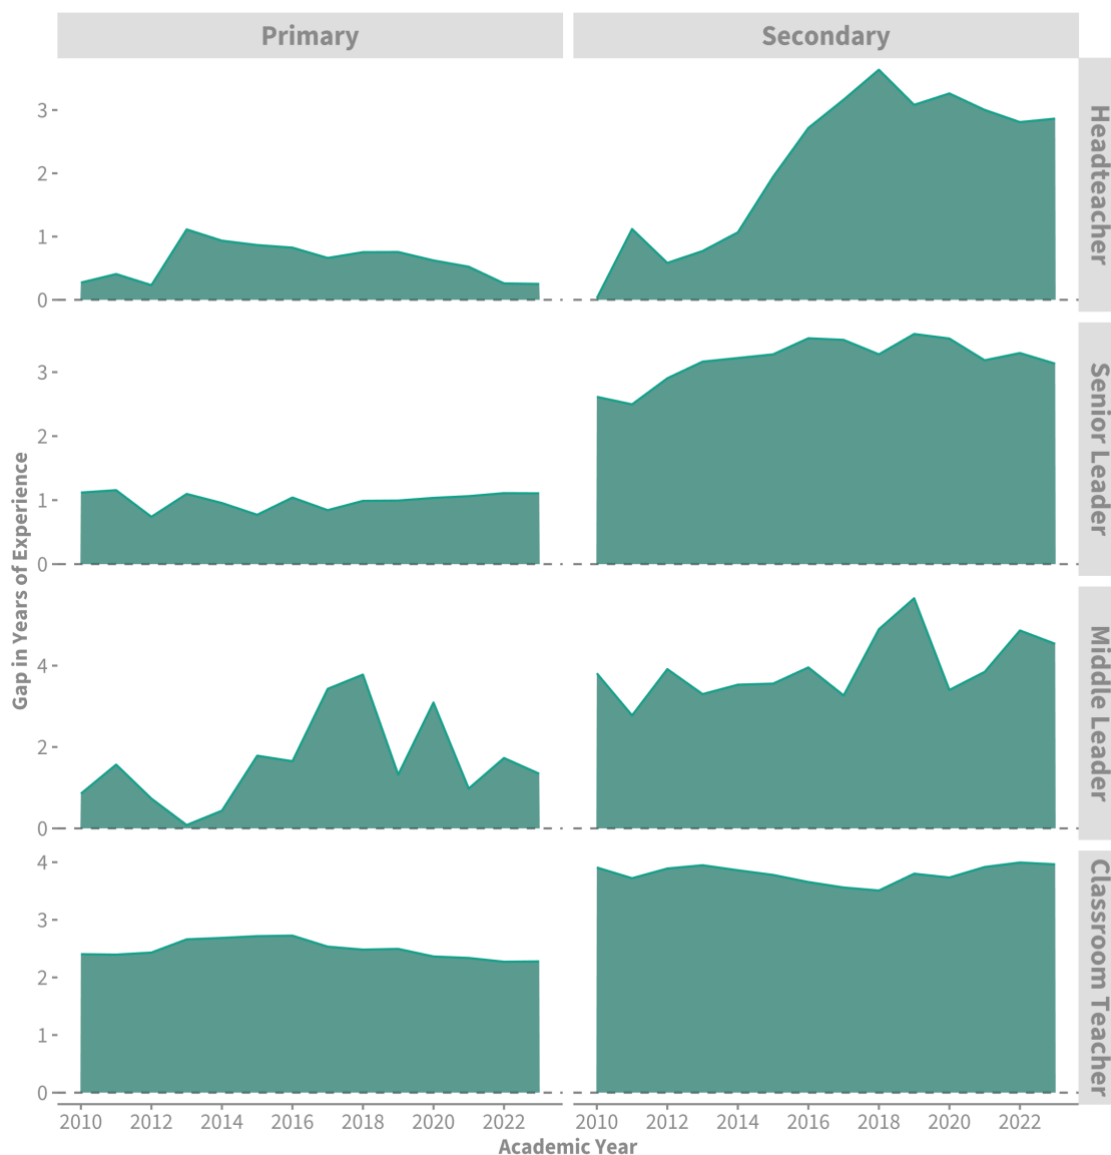 Primary
Secondary
Headteacher
3
2
1
0
Senior Leader
3
2
1
0
Gap in Years of Experience
Middle Leader
4
2
0
Classroom Teacher
4
3
2
1
0
2010 2012 2014 2016 2018 2020 2022
2010 2012 2014 2016 2018 2020 2022
Academic Year